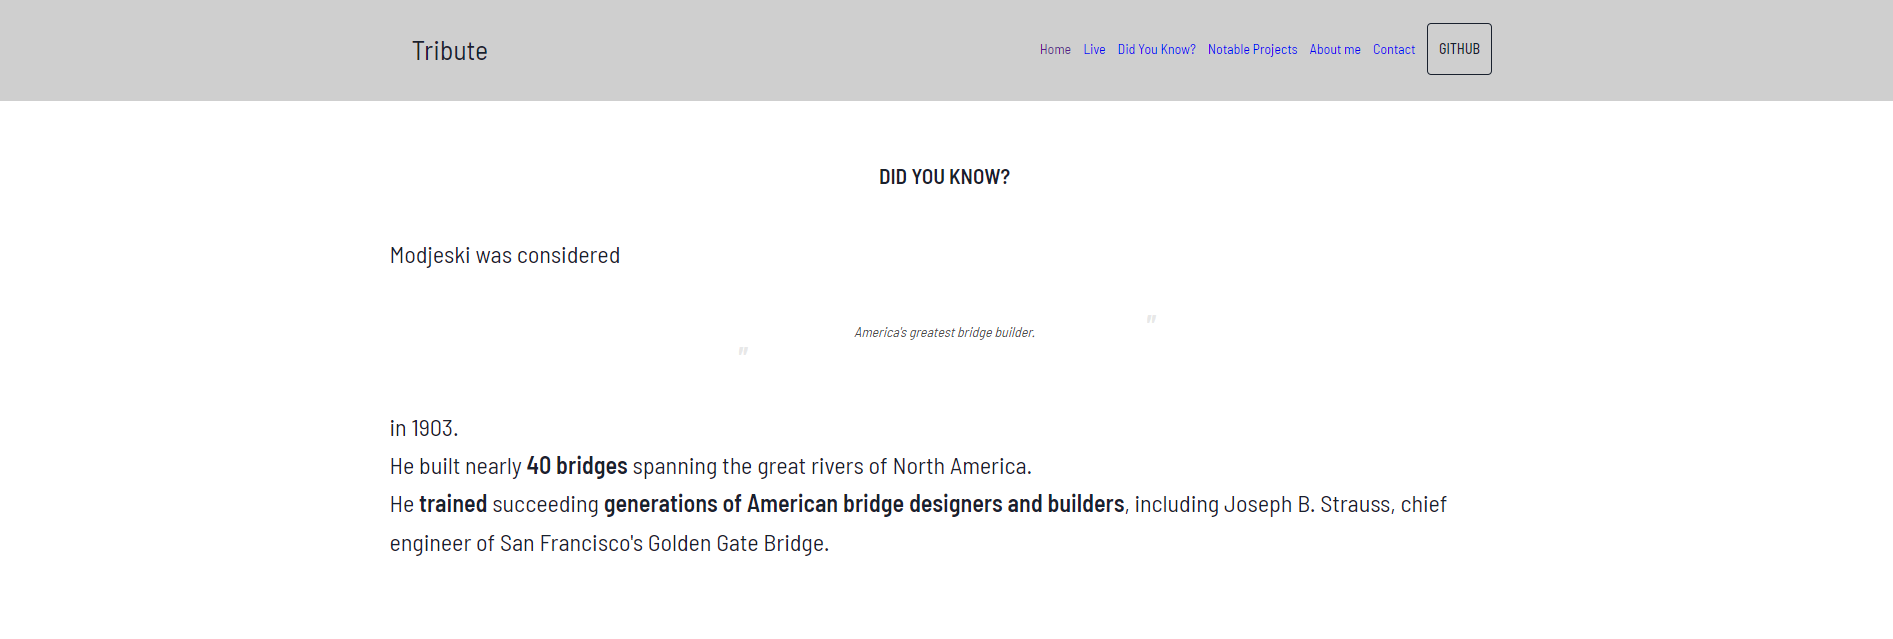 Tribute
Home Live Did You Know? Notable Projects About me Contact GITHUB
DID YOU KNOW?
Modjeski was considered
"
America's greatest bridge builder.
"
in 1903.
He built nearly 40 bridges spanning the great rivers of North America.
He trained succeeding generations of American bridge designers and builders, including Joseph B. Strauss, chief
engineer of San Francisco's Golden Gate Bridge.